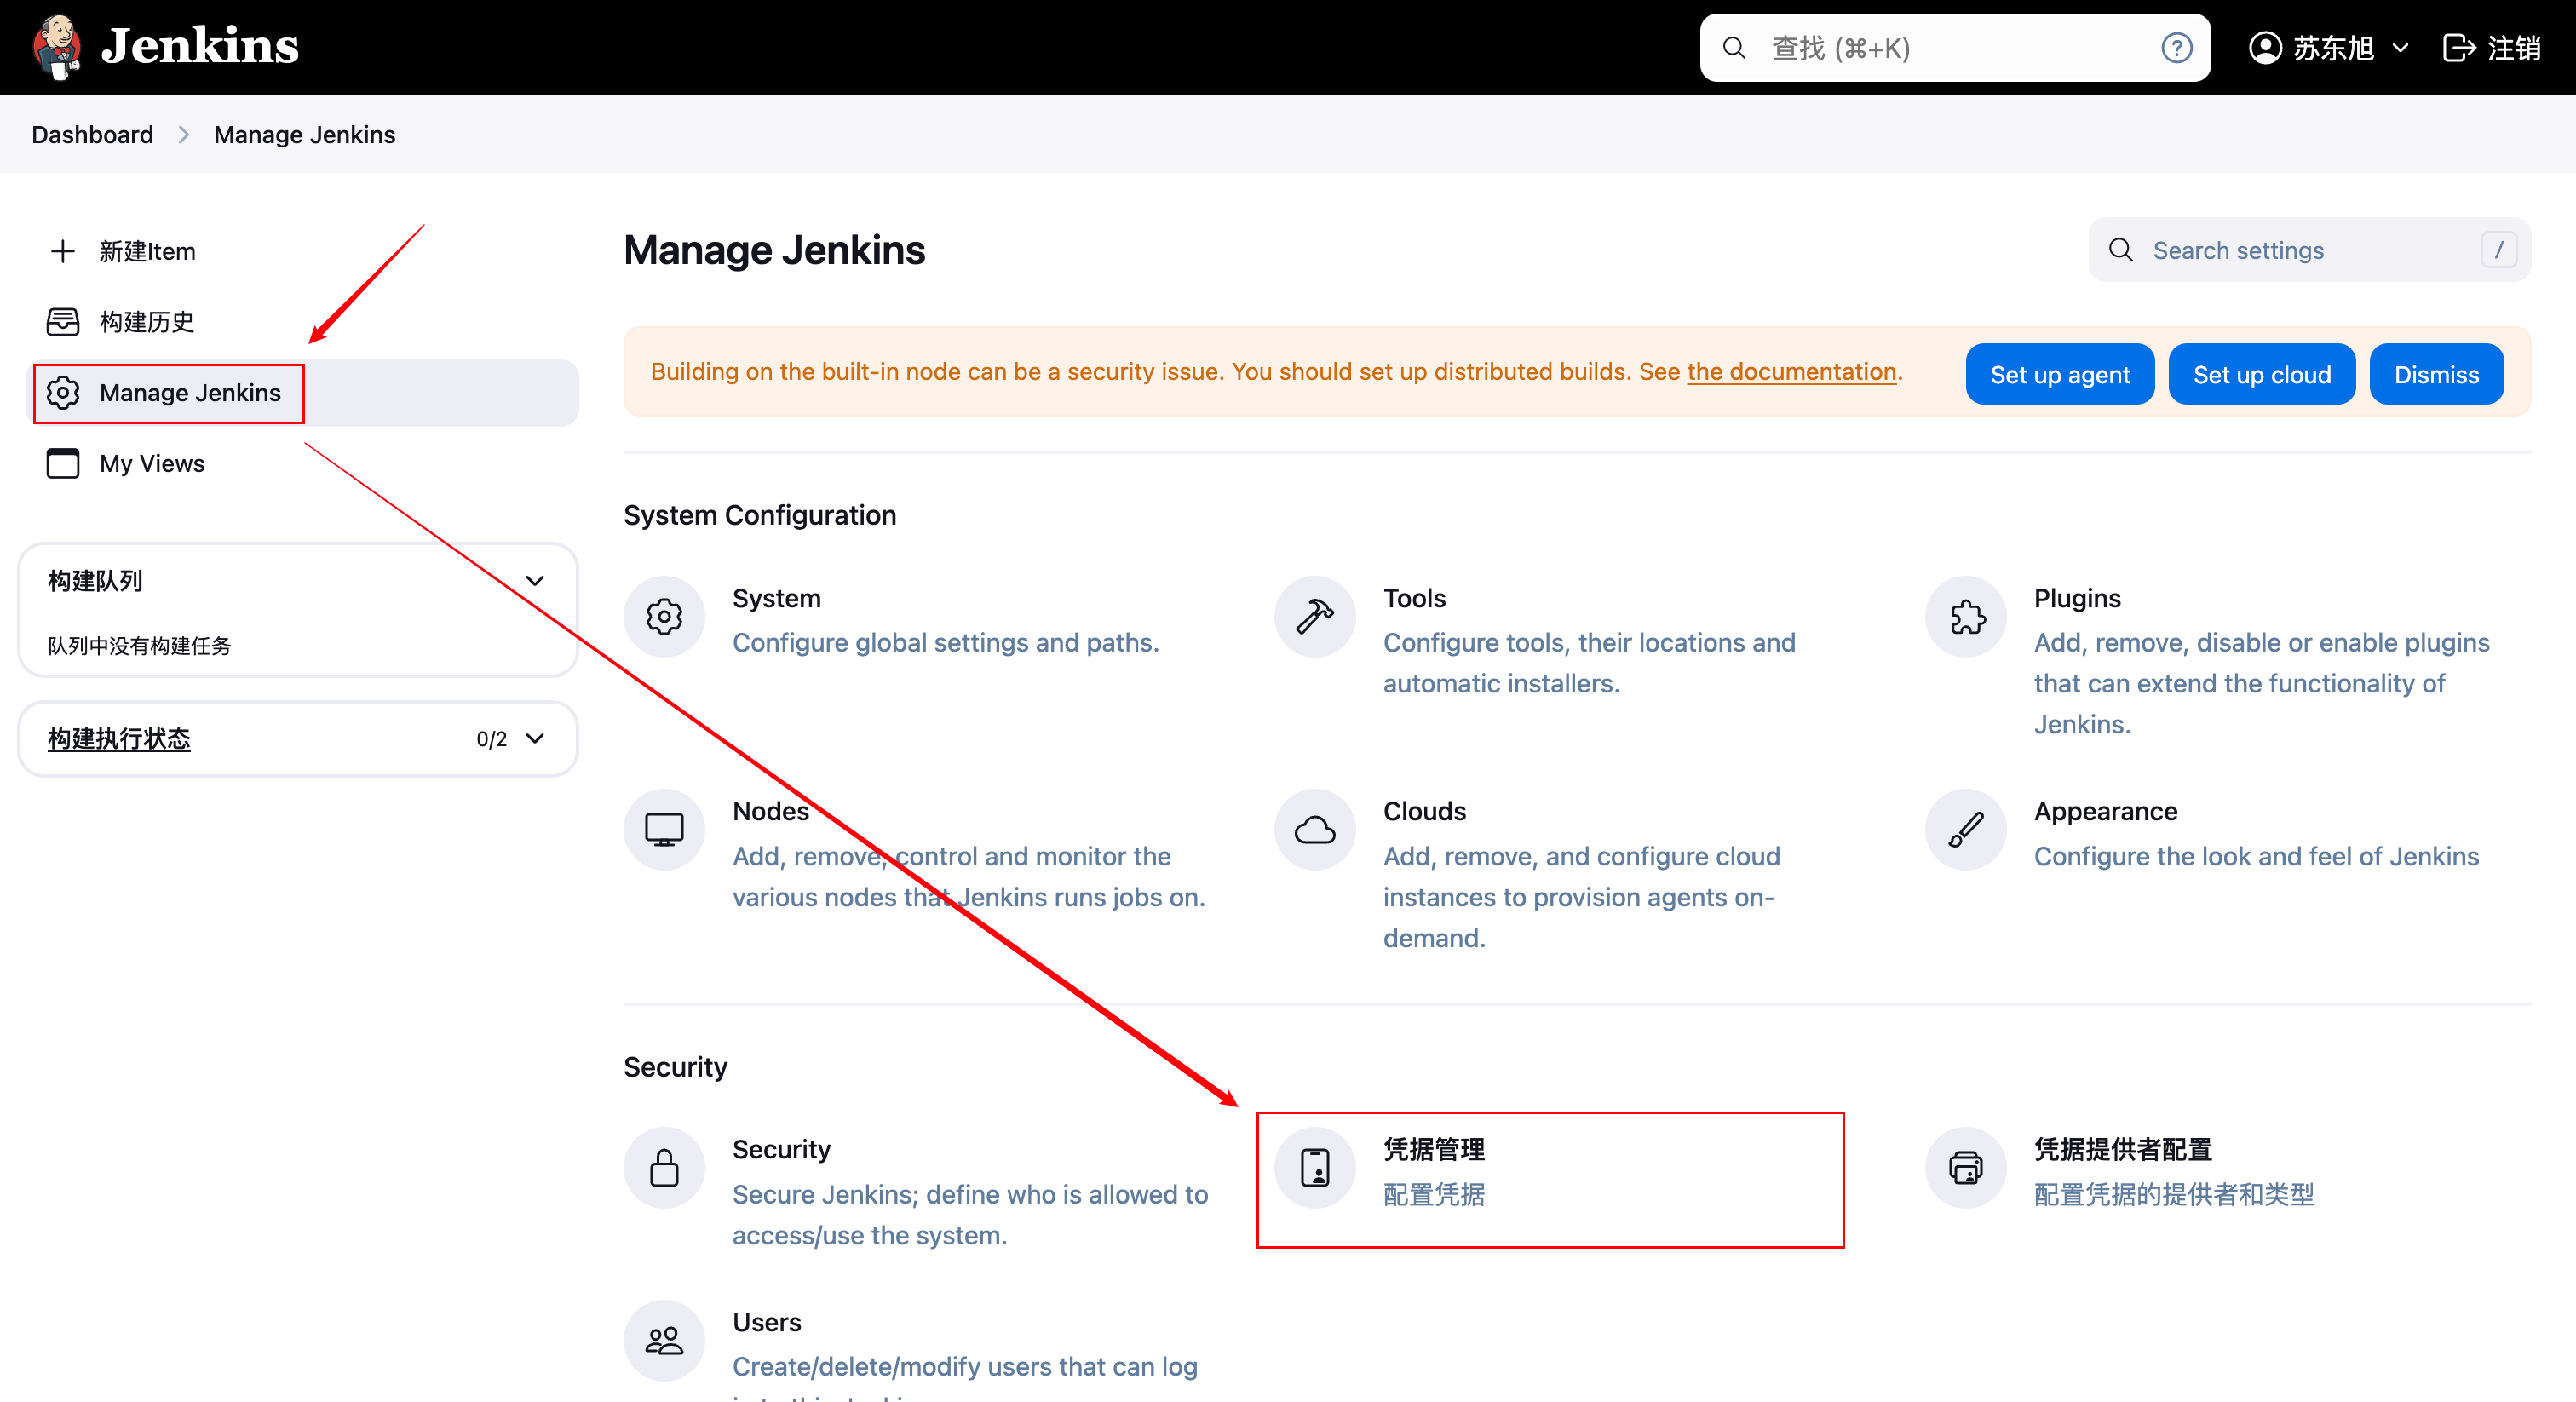 Jenkins
查找 (⌘+K)
?
苏东旭
注销
Dashboard
Manage Jenkins
新建Item
构建历史
Manage Jenkins
My Views
构建队列
队列中没有构建任务
构建执行状态
0/2
Manage Jenkins
Search settings
/
Building on the built-in node can be a security issue. You should set up distributed builds. See the documentation.
Set up agent
Set up cloud
Dismiss
System Configuration
System
Configure global settings and paths.
Tools
Configure tools, their locations and
automatic installers.
Plugins
Add, remove, disable or enable plugins
that can extend the functionality of
Jenkins.
Nodes
Add, remove, control and monitor the
various nodes that Jenkins runs jobs on.
Clouds
Add, remove, and configure cloud
instances to provision agents on-
demand.
Appearance
Configure the look and feel of Jenkins
Security
Security
Secure Jenkins; define who is allowed to
access/use the system.
凭据管理
配置凭据
凭据提供者配置
配置凭据的提供者和类型
Users
Create/delete/modify users that can log